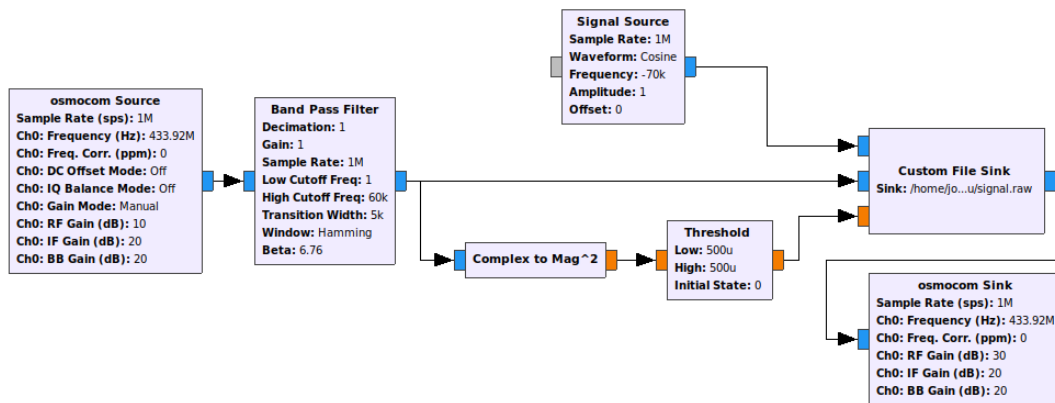 Signal Source
Sample Rate: 1M
Waveform: Cosine
Frequency: -70k
Amplitude: 1
Offset: 0
osmocom Source
Sample Rate (sps): 1M
Ch0: Frequency (Hz): 433.92M
Ch0: Freq. Corr. (ppm): 0
Ch0: DC Offset Mode: Off
Ch0: IQ Balance Mode: Off
Ch0: Gain Mode: Manual
Ch0: RF Gain (dB): 10
Ch0: IF Gain (dB): 20
Ch0: BB Gain (dB): 20
Band Pass Filter
Decimation: 1
Gain: 1
Sample Rate: 1M
Low Cutoff Freq: 1
High Cutoff Freq: 60k
Transition Width: 5k
Window: Hamming
Beta: 6.76
Custom File Sink
Sink: /home/jo...u/signal.raw
Complex to Mag^2
Threshold
Low: 500u
High: 500u
Initial State: 0
osmocom Sink
Sample Rate (sps): 1M
Ch0: Frequency (Hz): 433.92M
Ch0: Freq. Corr. (ppm): 0
Ch0: RF Gain (dB): 30
Ch0: IF Gain (dB): 20
Ch0: BB Gain (dB): 20